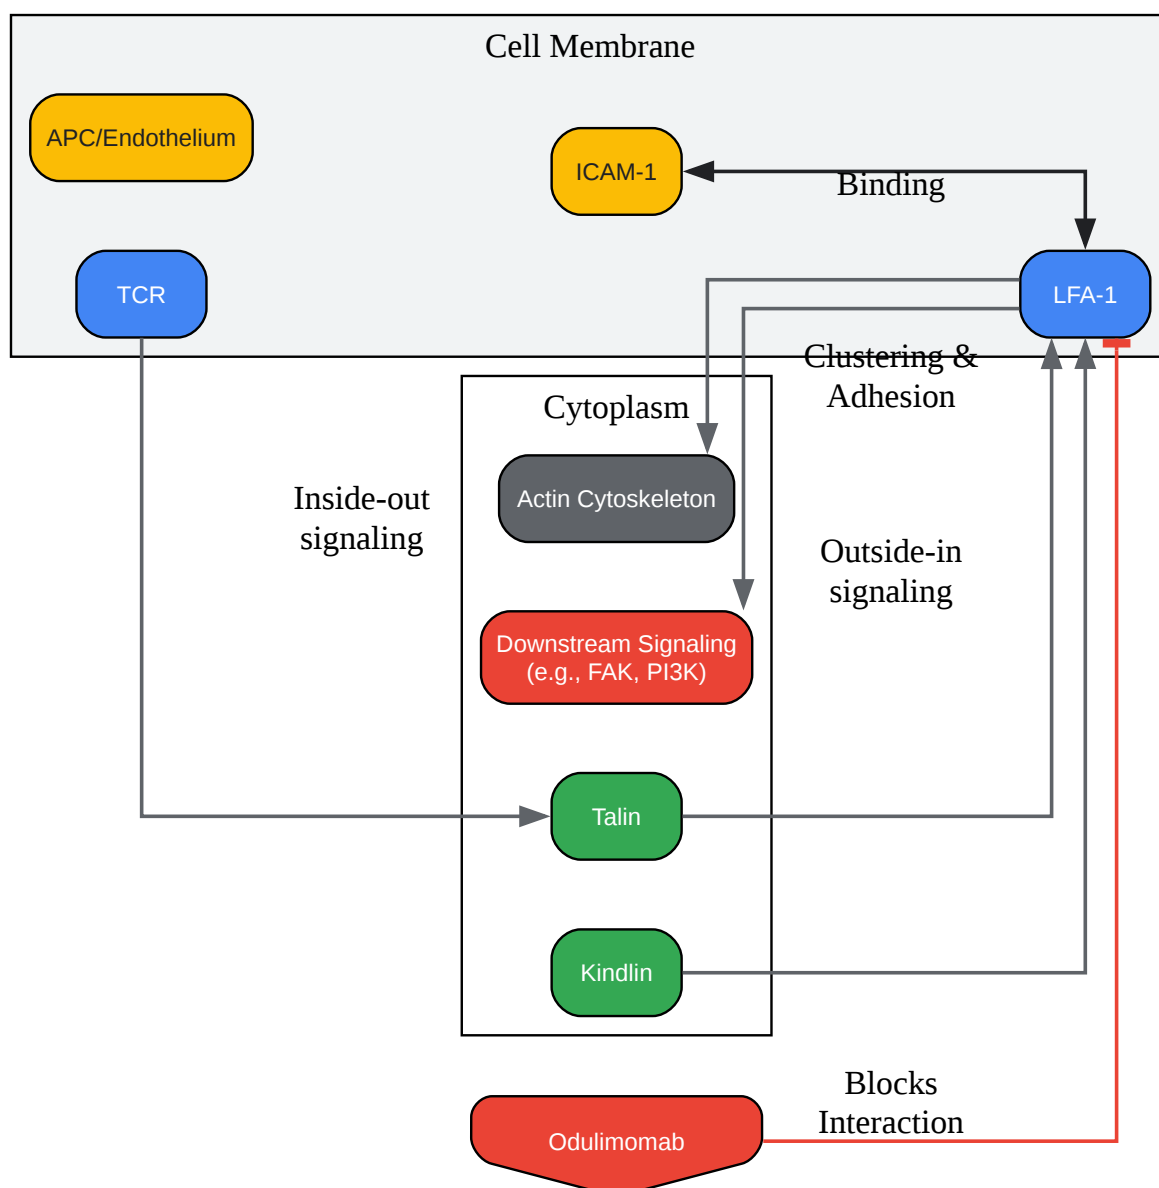 Cell Membrane
APC/Endothelium
ICAM-1
Binding
TCR
LFA-1
Clustering &
Adhesion
Cytoplasm
Actin Cytoskeleton
Inside-out
signaling
Outside-in
signaling
Downstream Signaling
(e.g., FAK, PI3K)
Talin
Kindlin
Blocks
Interaction
Odulimomab